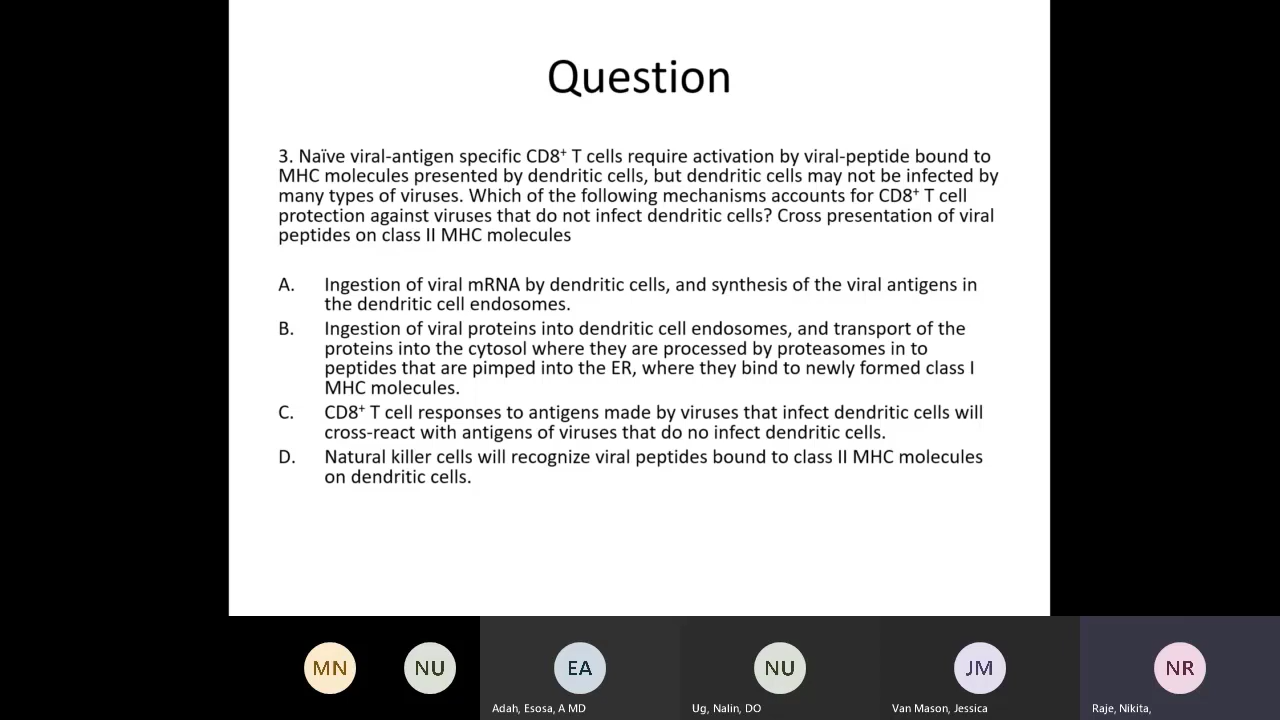 Question
3. Naïve viral-antigen specific CD8⁺ T cells require activation by viral-peptide bound to
MHC molecules presented by dendritic cells, but dendritic cells may not be infected by
many types of viruses. Which of the following mechanisms accounts for CD8⁺ T cell
protection against viruses that do not infect dendritic cells? Cross presentation of viral
peptides on class II MHC molecules
A. Ingestion of viral mRNA by dendritic cells, and synthesis of the viral antigens in
the dendritic cell endosomes.
B. Ingestion of viral proteins into dendritic cell endosomes, and transport of the
proteins into the cytosol where they are processed by proteasomes in to
peptides that are pimped into the ER, where they bind to newly formed class I
MHC molecules.
C. CD8⁺ T cell responses to antigens made by viruses that infect dendritic cells will
cross-react with antigens of viruses that do no infect dendritic cells.
D. Natural killer cells will recognize viral peptides bound to class II MHC molecules
on dendritic cells.
MN NU EA NU JM NR
Adah, Esosa, A MD Ug, Nalin, DO Van Mason, Jessica Raje, Nikita,